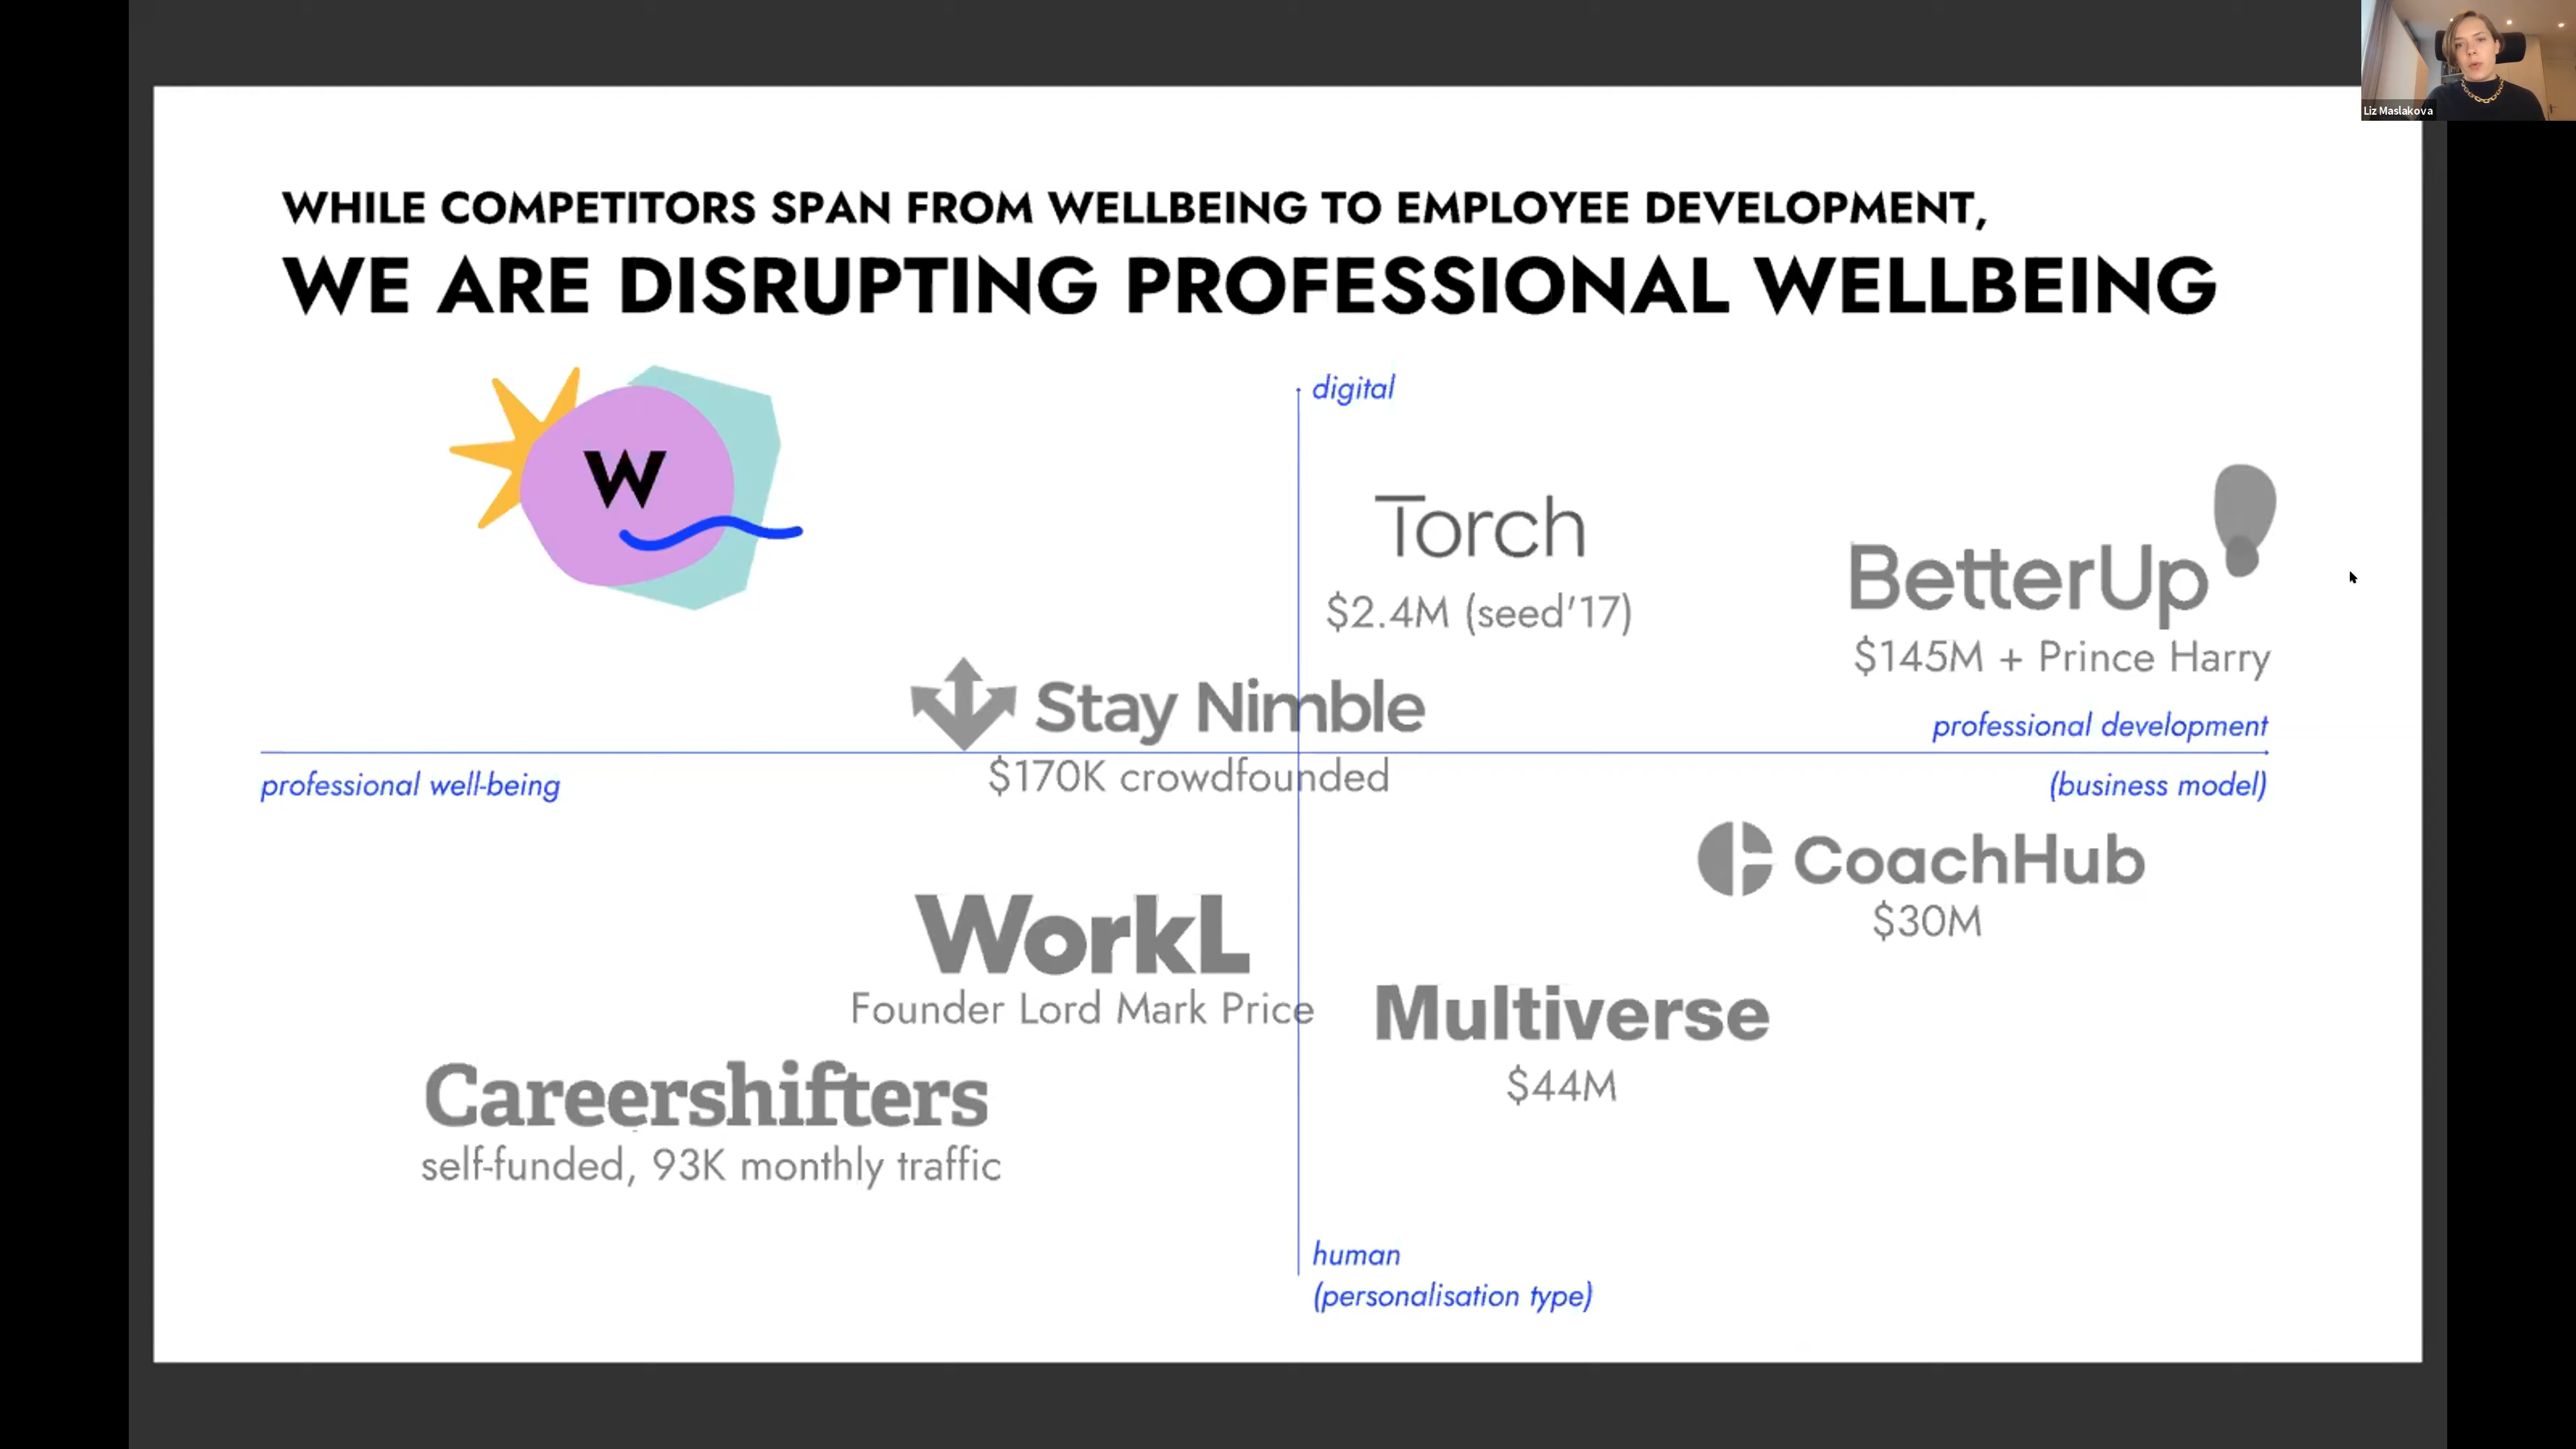 Liz Maslakova
WHILE COMPETITORS SPAN FROM WELLBEING TO EMPLOYEE DEVELOPMENT,
WE ARE DISRUPTING PROFESSIONAL WELLBEING
digital
W
Torch
$2.4M (seed'17)
BetterUp
$145M + Prince Harry
Stay Nimble
$170K crowdfounded
professional development
(business model)
professional well-being
CoachHub
$30M
WorkL
Founder Lord Mark Price
Multiverse
$44M
Careershifters
self-funded, 93K monthly traffic
human
(personalisation type)